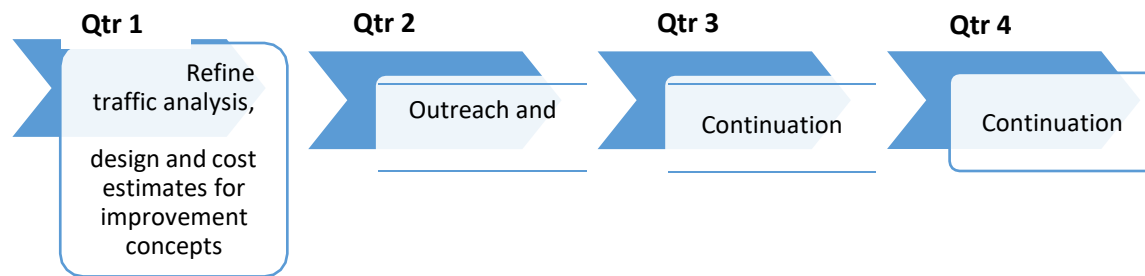 Qtr 1
Refine
traffic analysis,
design and cost
estimates for
improvement
concepts
Qtr 2
Outreach and
Qtr 3
Continuation
Qtr 4
Continuation